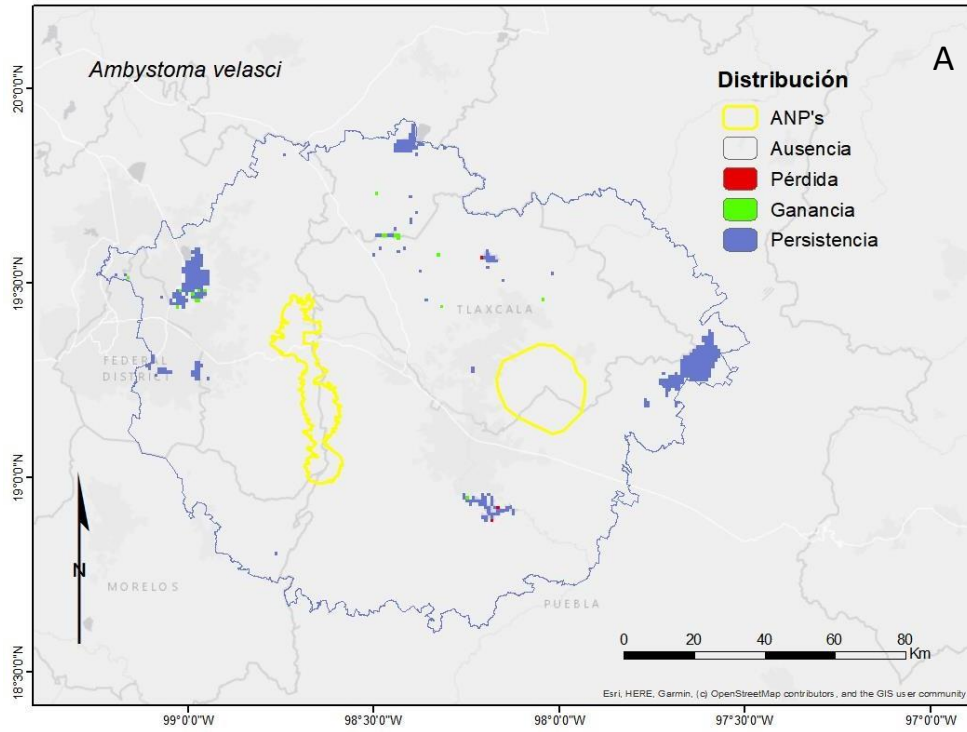 Ambystoma velasci
A
Distribución
ANP's
Ausencia
Pérdida
Ganancia
Persistencia
20°0'0"N
19°30'0"N
19°0'0"N
18°30'0"N
TLAXCALA
FEDERAL
DISTRICT
MORELOS
PUEBLA
N
0 20 40 60 80
Km
Esri, HERE, Garmin, (c) OpenStreetMap contributors, and the GIS user community
99°0'0"W 98°30'0"W 98°0'0"W 97°30'0"W 97°0'0"W